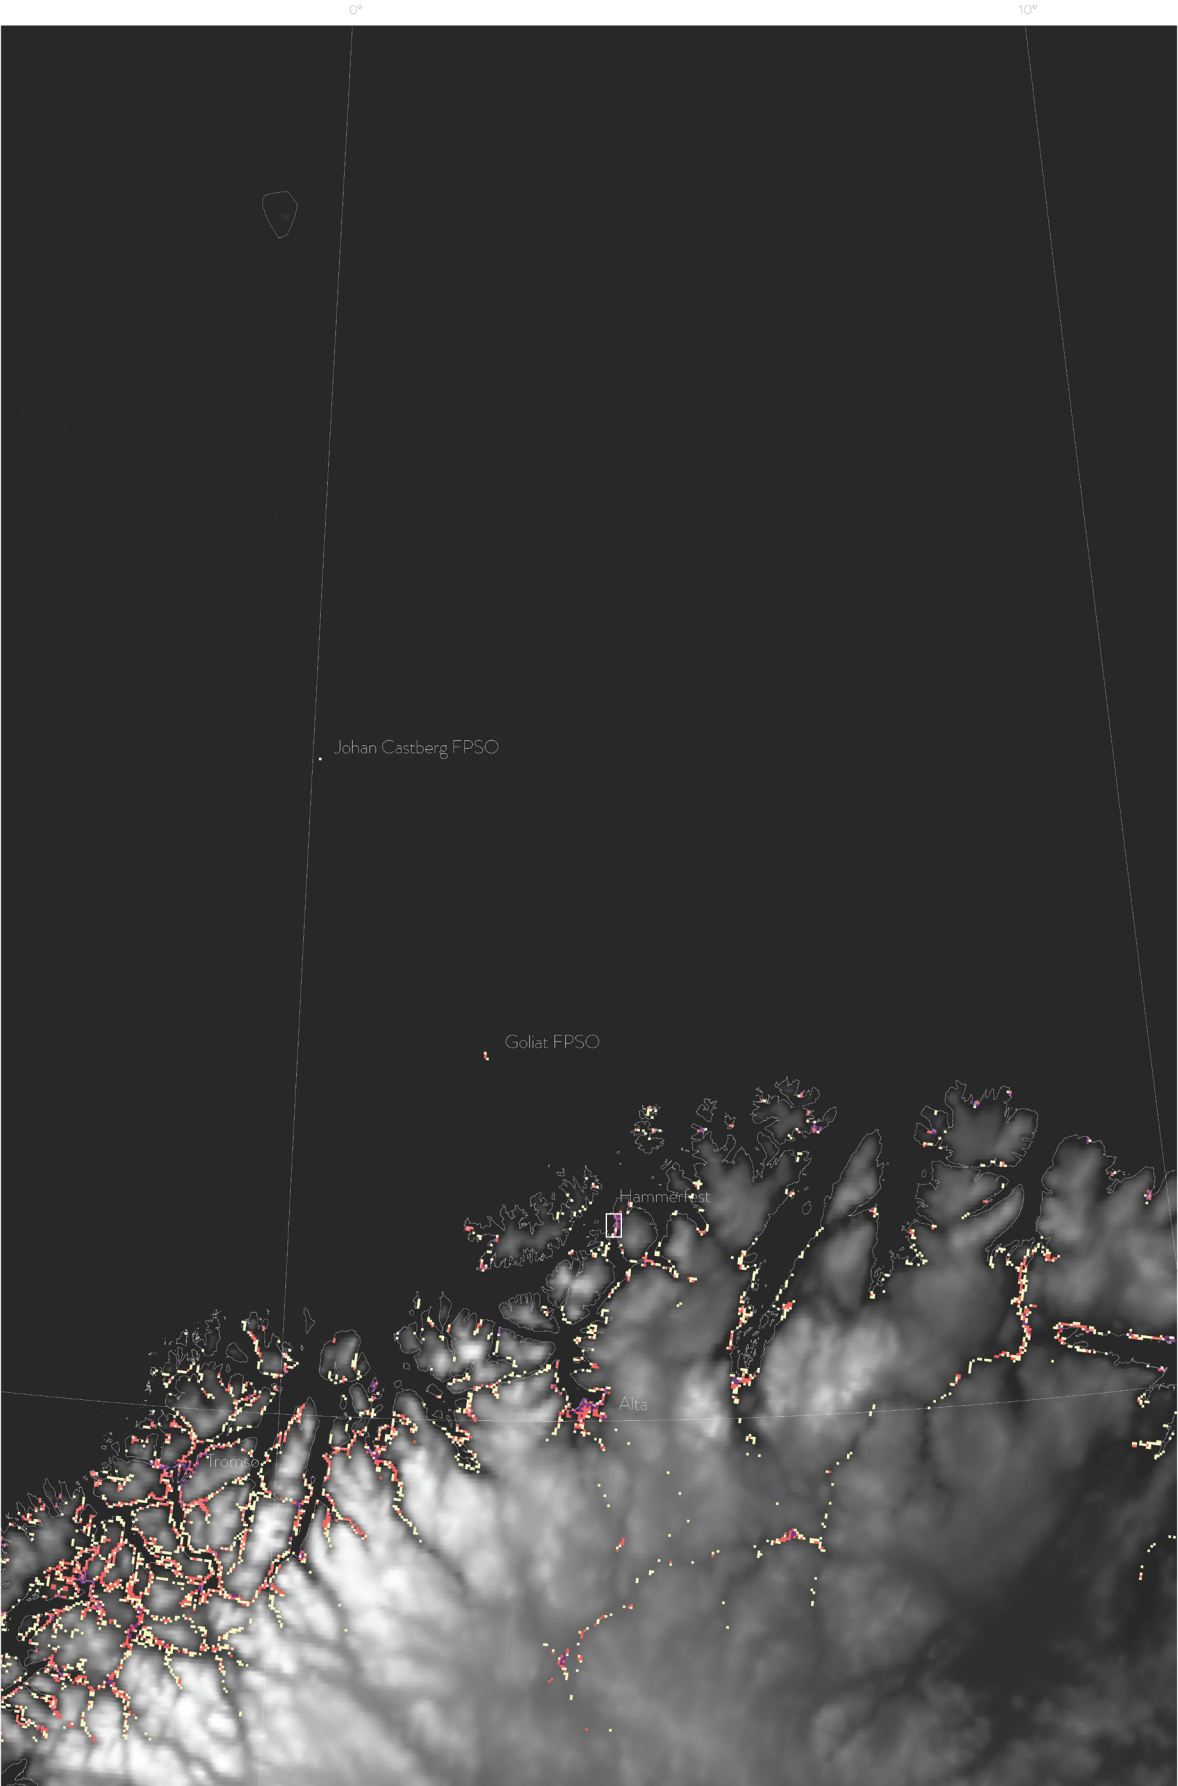 0°
10°
Johan Castberg FPSO
Goliat FPSO
Hammerfest
Alta
Tromsø